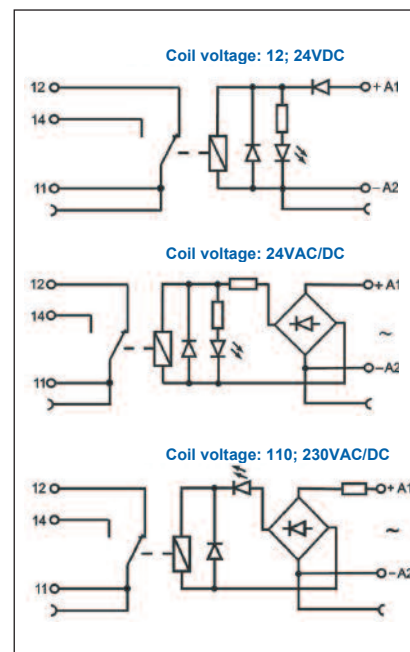 Coil voltage: 12; 24VDC
12
+ A1
14
11
− A2
Coil voltage: 24VAC/DC
12
+ A1
14
~
11
−A2
Coil voltage: 110; 230VAC/DC
12
+ A1
14
~
11
−A2